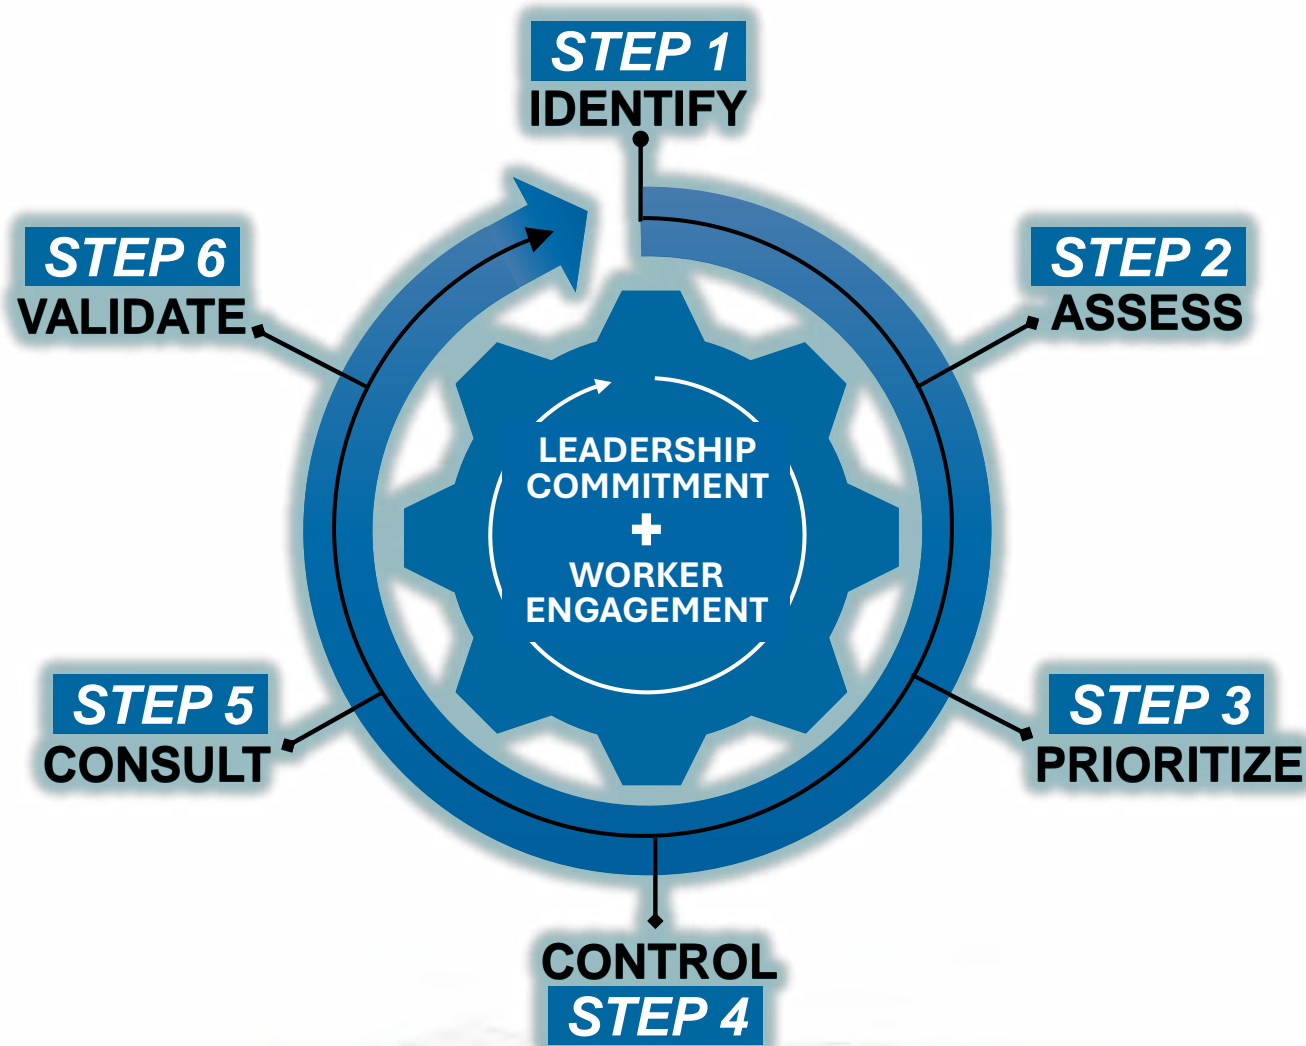 STEP 1
IDENTIFY
STEP 2
ASSESS
STEP 3
PRIORITIZE
CONTROL
STEP 4
STEP 5
CONSULT
STEP 6
VALIDATE
LEADERSHIP
COMMITMENT
+
WORKER
ENGAGEMENT